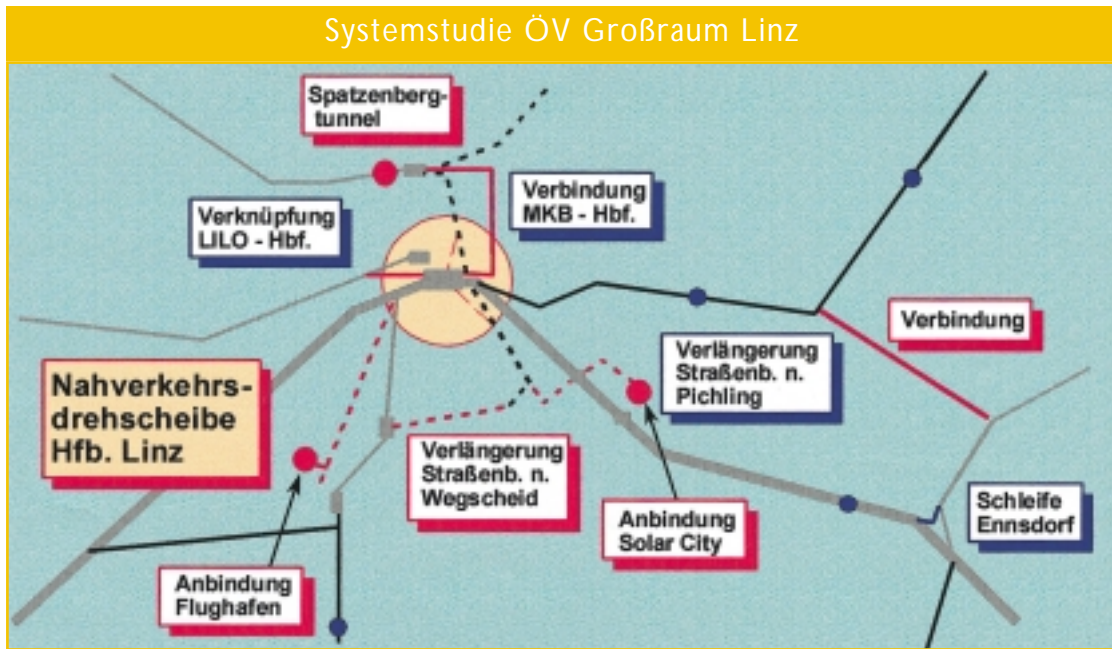 Systemstudie ÖV Großraum Linz
Spatzenberg-
tunnel
Verknüpfung
LILO - Hbf.
Verbindung
MKB - Hbf.
Verbindung
Nahverkehrs-
drehscheibe
Hfb. Linz
Verlängerung
Straßenb. n.
Pichling
Verlängerung
Straßenb. n.
Wegscheid
Anbindung
Solar City
Schleife
Ennsdorf
Anbindung
Flughafen